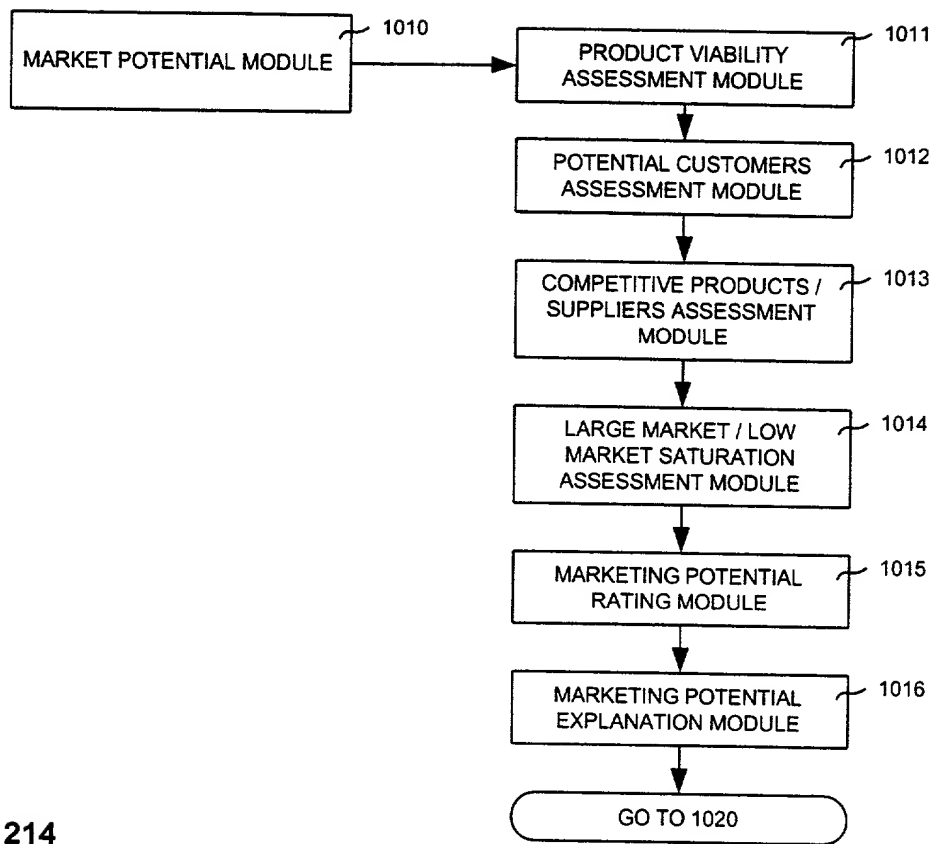 MARKET POTENTIAL MODULE
1010
PRODUCT VIABILITY
ASSESSMENT MODULE
1011
POTENTIAL CUSTOMERS
ASSESSMENT MODULE
1012
COMPETITIVE PRODUCTS /
SUPPLIERS ASSESSMENT
MODULE
1013
LARGE MARKET / LOW
MARKET SATURATION
ASSESSMENT MODULE
1014
MARKETING POTENTIAL
RATING MODULE
1015
MARKETING POTENTIAL
EXPLANATION MODULE
1016
GO TO 1020
214